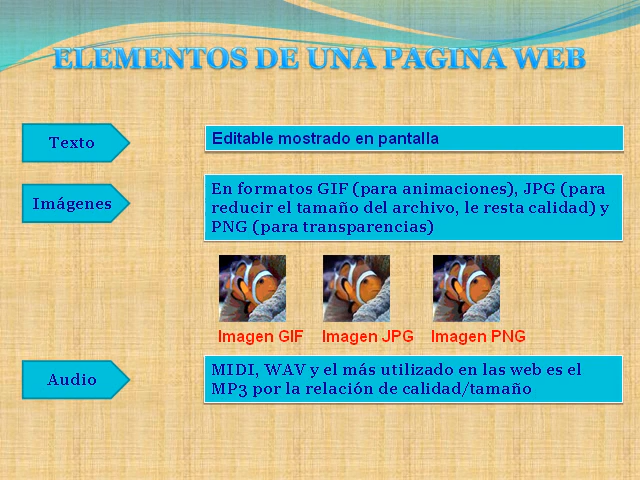 ELEMENTOS DE UNA PAGINA WEB
Texto
Editable mostrado en pantalla
Imágenes
En formatos GIF (para animaciones), JPG (para
reducir el tamaño del archivo, le resta calidad) y
PNG (para transparencias)
Imagen GIF
Imagen JPG
Imagen PNG
Audio
MIDI, WAV y el más utilizado en las web es el
MP3 por la relación de calidad/tamaño